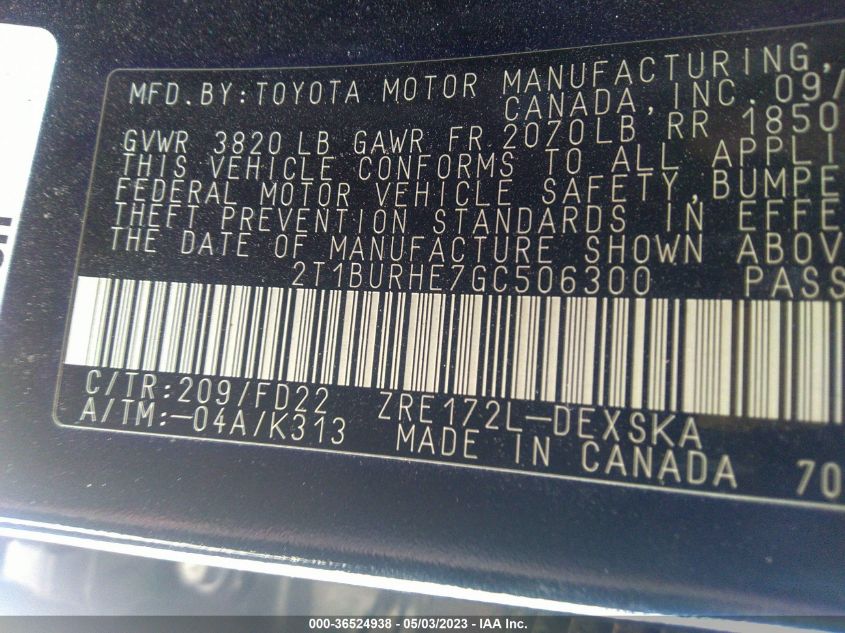 MFD.BY:TOYOTA MOTOR MANUFACTURING,
CANADA, INC. 09/
GVWR 3820 LB GAWR FR 2070LB RR 1850
THIS VEHICLE CONFORMS TO ALL APPLI
FEDERAL MOTOR VEHICLE SAFETY,BUMPE
THEFT PREVENTION STANDARDS IN EFFE
THE DATE OF MANUFACTURE SHOWN ABOV
2T1BURHE7GC506300 PASS
C/TR:209/FD22 ZRE172L-DEXSKA
A/TM:-04A/K313 MADE IN CANADA 70
000-36524938 - 05/03/2023 - IAA Inc.